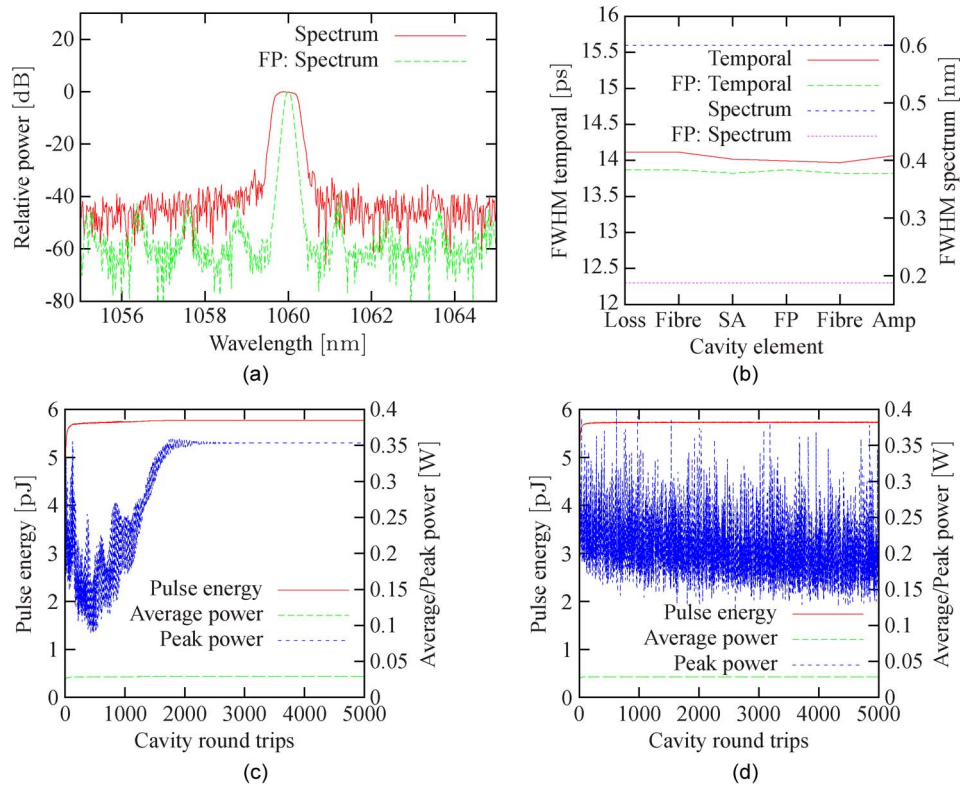 20
0
-20
-40
-60
-80
Relative power [dB]
Spectrum
FP: Spectrum
1056 1058 1060 1062 1064
Wavelength [nm]
(a)
16
15.5
15
14.5
14
13.5
13
12.5
12
FWHM temporal [ps]
Temporal
FP: Temporal
Spectrum
FP: Spectrum
0.6
0.5
0.4
0.3
0.2
FWHM spectrum [nm]
Loss Fibre SA FP Fibre Amp
Cavity element
(b)
6
5
4
3
2
1
0
Pulse energy [pJ]
Pulse energy
Average power
Peak power
0.4
0.35
0.3
0.25
0.2
0.15
0.1
0.05
0
Average/Peak power [W]
0 1000 2000 3000 4000 5000
Cavity round trips
(c)
6
5
4
3
2
1
0
Pulse energy [pJ]
Pulse energy
Average power
Peak power
0.4
0.35
0.3
0.25
0.2
0.15
0.1
0.05
0
Average/Peak power [W]
0 1000 2000 3000 4000 5000
Cavity round trips
(d)